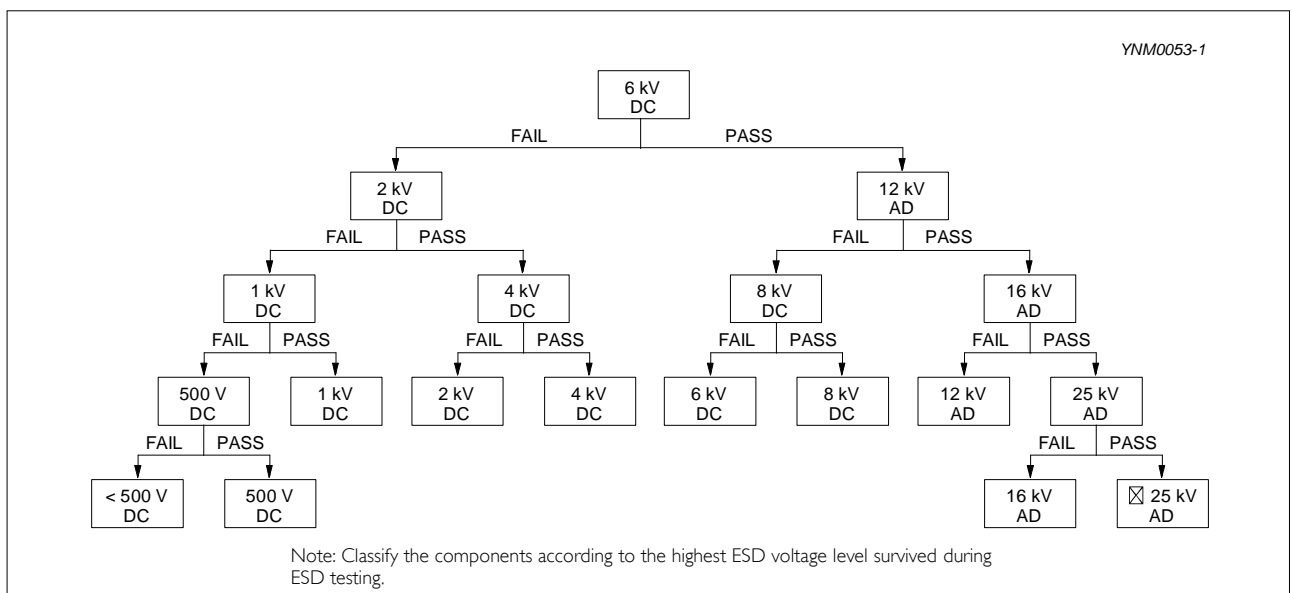 YNM0053-1
6 kV
DC
FAIL PASS
2 kV
DC
12 kV
AD
FAIL PASS
FAIL PASS
1 kV
DC
4 kV
DC
8 kV
DC
16 kV
AD
FAIL PASS
FAIL PASS
FAIL PASS
FAIL PASS
500 V
DC
1 kV
DC
2 kV
DC
4 kV
DC
6 kV
DC
8 kV
DC
12 kV
AD
25 kV
AD
FAIL PASS
FAIL PASS
< 500 V
DC
500 V
DC
16 kV
AD
☒ 25 kV
AD
Note: Classify the components according to the highest ESD voltage level survived during
ESD testing.